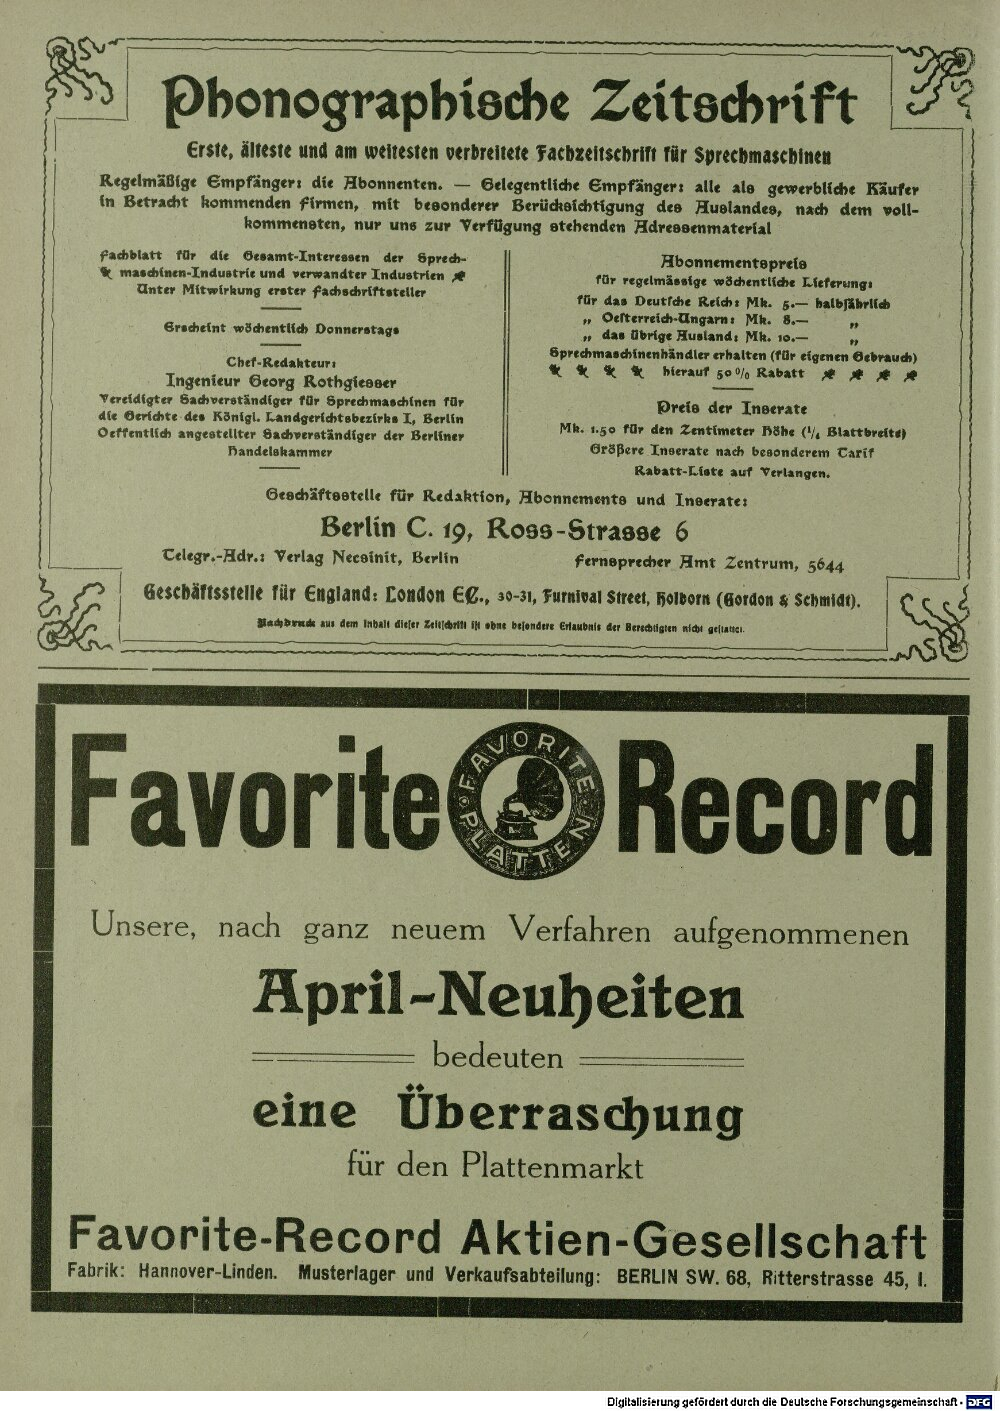 Phonographische Zeitschrift
Erste, älteste und am weitesten verbreitete Fachzeitschrift für Sprechmaschinen
Regelmäßige Empfänger: die Abonnenten. — Gelegentliche Empfänger: alle als gewerbliche Käufer
in Betracht kommenden Firmen, mit besonderer Berücksichtigung des Auslandes, nach dem voll-
kommensten, nur uns zur Verfügung stehenden Adressenmaterial
Fachblatt für die Gesamt-Interessen der Sprech-
maschinen-Industrie und verwandter Industrien
Unter Mitwirkung erster Fachschriftsteller
Erscheint wöchentlich Donnerstags
Chef-Redakteur:
Ingenieur Georg Rothgiesser
Vereidigter Sachverständiger für Sprechmaschinen für
die Gerichte des Königl. Landgerichtsbezirks I, Berlin
Oeffentlich angestellter Sachverständiger der Berliner
Handelskammer
Abonnementspreis
für regelmässige wöchentliche Lieferung:
für das Deutsche Reich: Mk. 5.— halbjährlich
„ Oesterreich-Ungarn: Mk. 8.— „
„ das übrige Ausland: Mk. 10.— „
Sprechmaschinenhändler erhalten (für eigenen Gebrauch)
hierauf 50 % Rabatt
Preis der Inserate
Mk. 1.50 für den Zentimeter Höhe (¼ Blattbreite)
Größere Inserate nach besonderem Tarif
Rabatt-Liste auf Verlangen.
Geschäftsstelle für Redaktion, Abonnements und Inserate:
Berlin C. 19, Ross-Strasse 6
Telegr.-Adr.: Verlag Necsinit, Berlin
Fernsprecher Amt Zentrum, 5644
Geschäftsstelle für England: London EC., 30-31, Furnival Street, Holborn (Gordon & Schmidt).
Nachdruck aus dem Inhalt dieser Zeitschrift ist ohne besondere Erlaubnis der Berechtigten nicht gestattet.
Favorite Record
FAVORITE
PLATTEN
Unsere, nach ganz neuem Verfahren aufgenommenen
April-Neuheiten
bedeuten
eine Überraschung
für den Plattenmarkt
Favorite-Record Aktien-Gesellschaft
Fabrik: Hannover-Linden. Musterlager und Verkaufsabteilung: BERLIN SW. 68, Ritterstrasse 45, I.
Digitalisierung gefördert durch die Deutsche Forschungsgemeinschaft - DFG